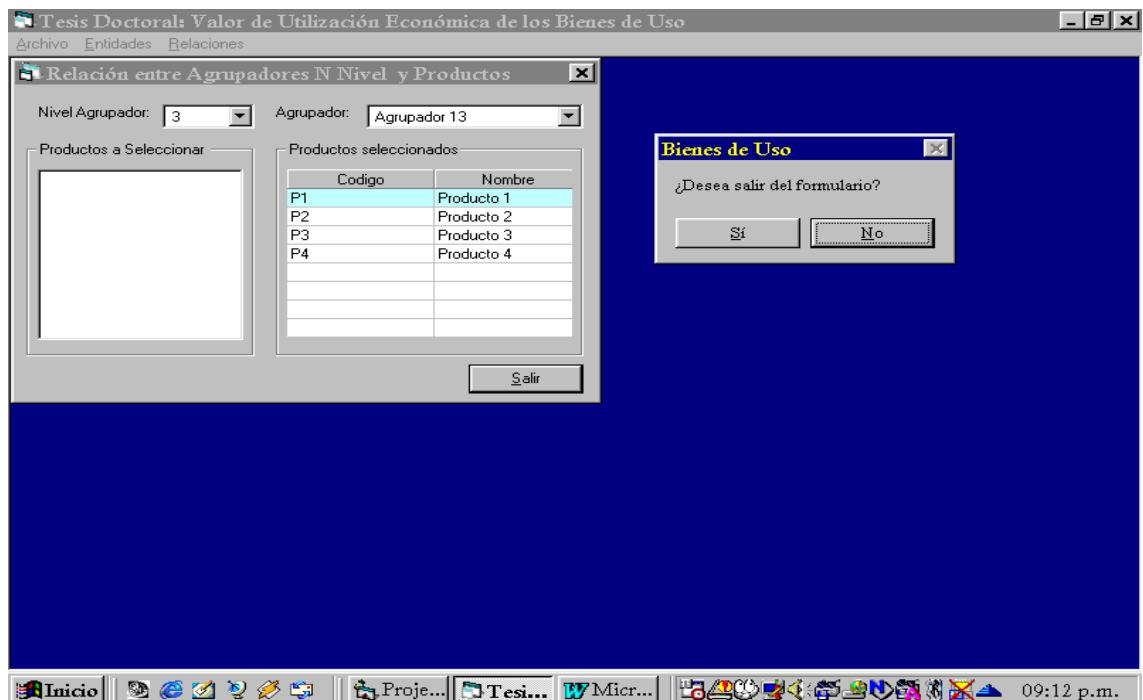 Tesis Doctoral: Valor de Utilización Económica de los Bienes de Uso
Archivo Entidades Relaciones
Relación entre Agrupadores N Nivel y Productos
Nivel Agrupador: 3 Agrupador: Agrupador 13
Productos a Seleccionar
Productos seleccionados
Codigo Nombre
P1 Producto 1
P2 Producto 2
P3 Producto 3
P4 Producto 4
Salir
Bienes de Uso
¿Desea salir del formulario?
Sí No
Inicio Proje... Tesi... Micr... 09:12 p.m.